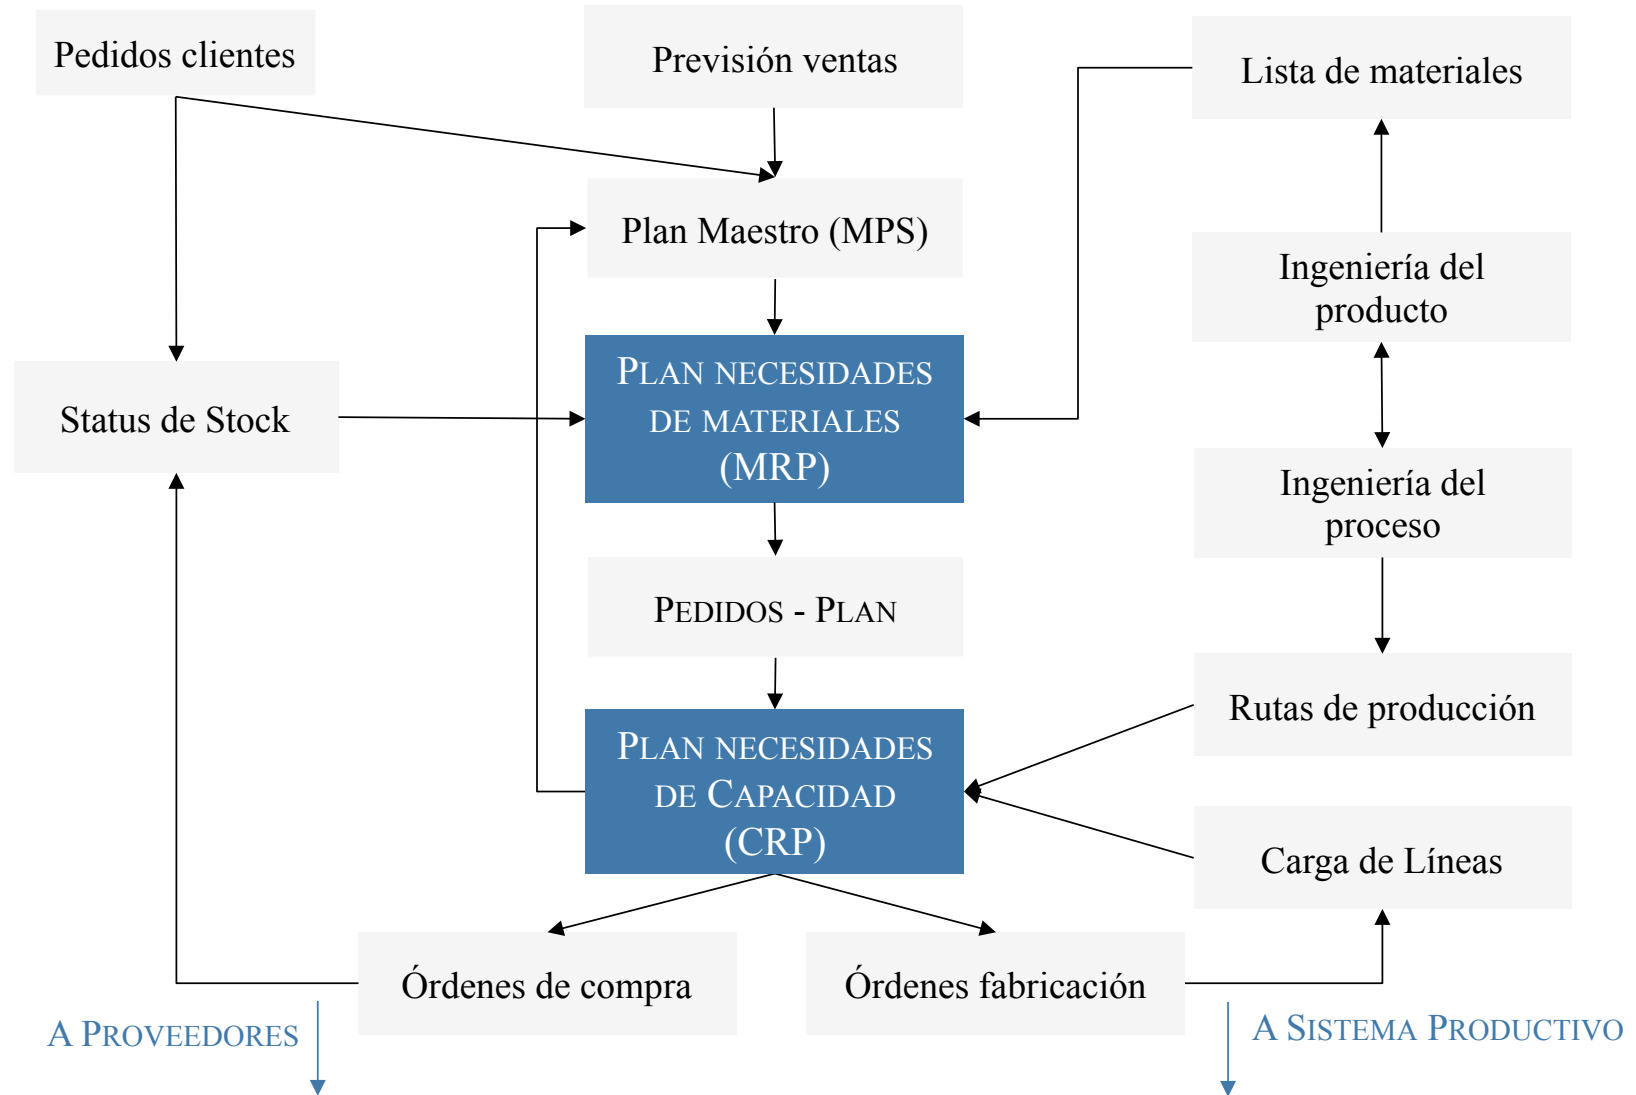 Pedidos clientes
Previsión ventas
Lista de materiales
Plan Maestro (MPS)
Ingeniería del
producto
PLAN NECESIDADES
DE MATERIALES
(MRP)
Status de Stock
Ingeniería del
proceso
PEDIDOS - PLAN
Rutas de producción
PLAN NECESIDADES
DE CAPACIDAD
(CRP)
Carga de Líneas
Órdenes de compra
Órdenes fabricación
A PROVEEDORES
A SISTEMA PRODUCTIVO